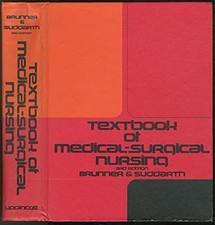 BRUNNER
&
SUDDARTH
TEXTBOOK OF
MEDICAL-SURGICAL
NURSING
LIPPINCOTT
TEXTBOOK
OF
MEDICAL-SURGICAL
NURSING
BRUNNER & SUDDARTH